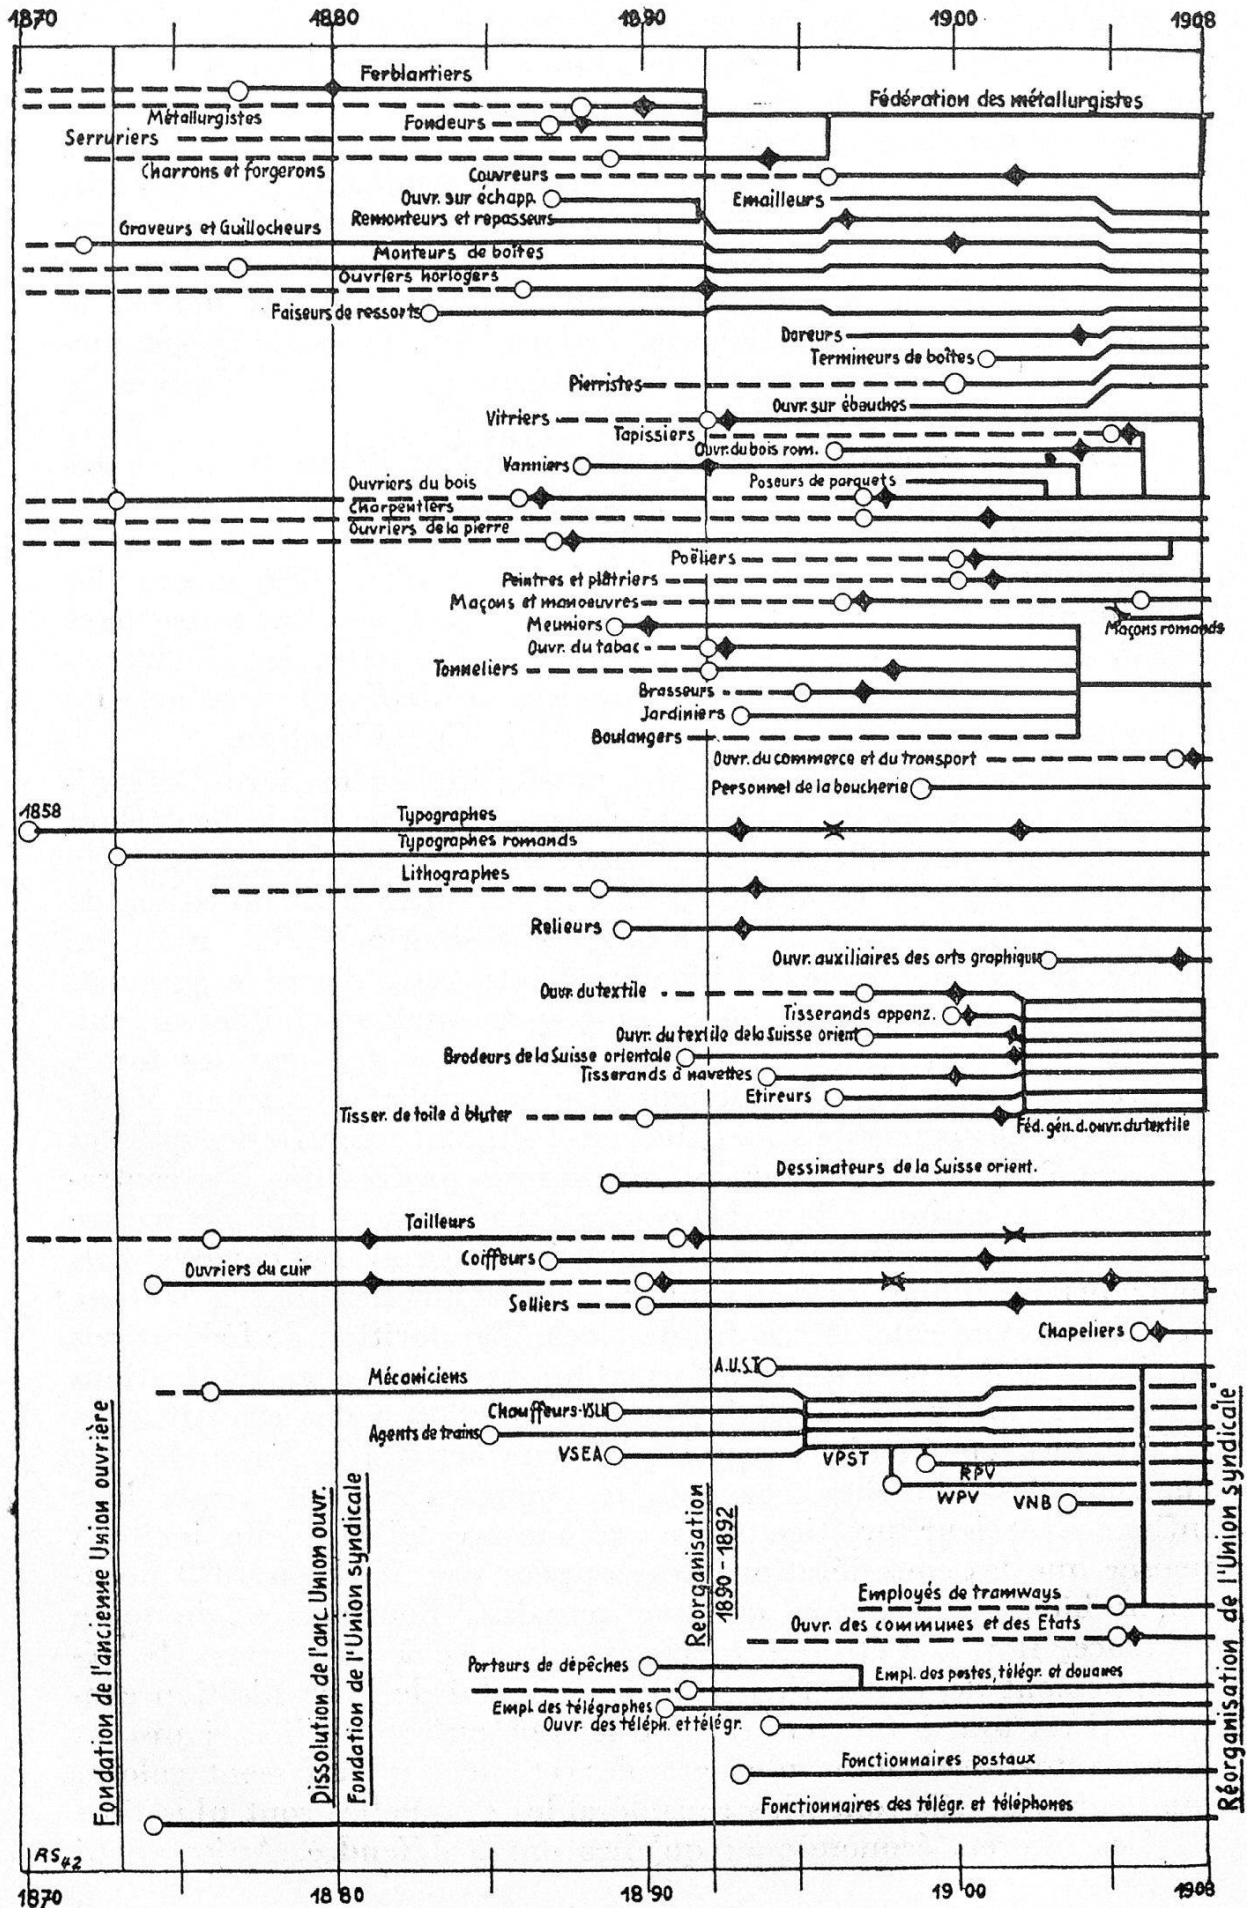 1870 1880 1890 1900 1908
Ferblantiers
Fédération des métallurgistes
Métallurgistes
Fondeurs
Serruriers
Charrons et forgerons
Couvreurs
Ouvr. sur échapp.
Emailleurs
Remonteurs et repasseurs
Graveurs et Guillocheurs
Monteurs de boîtes
Ouvriers horlogers
Faiseurs de ressorts
Doreurs
Termineurs de boîtes
Pierristes
Ouvr. sur ébauches
Vitriers
Tapissiers
Ouvr. du bois rom.
Vanniers
Poseurs de parquets
Ouvriers du bois
Charpentiers
Ouvriers de la pierre
Poëliers
Peintres et plâtriers
Maçons et manoeuvres
Meuniers
Maçons romands
Ouvr. du tabac
Tonneliers
Brasseurs
Jardiniers
Boulangers
Ouvr. du commerce et du transport
Personnel de la boucherie
1858
Typographes
Typographes romands
Lithographes
Relieurs
Ouvr. auxiliaires des arts graphiques
Ouvr. du textile
Tisserands appenz.
Ouvr. du textile de la Suisse orient
Brodeurs de la Suisse orientale
Tisserands à navettes
Etireurs
Tisser. de toile à bluter
Féd. gén. d. ouvr. du textile
Dessinateurs de la Suisse orient.
Tailleurs
Coiffeurs
Ouvriers du cuir
Selliers
Chapeliers
A.U.S.T
Mécaniciens
Chauffeurs-VSLH
Agents de trains
VSEA
VPST
RPV
WPV
VNB
Employés de tramways
Ouvr. des communes et des Etats
Porteurs de dépêches
Empl. des postes, télégr. et douanes
Empl. des télégraphes
Ouvr. des téléph. et télégr.
Fonctionnaires postaux
Fonctionnaires des télégr. et téléphones
Fondation de l'ancienne Union ouvrière
Dissolution de l'anc. Union ouvr.
Fondation de l'Union syndicale
Reorganisation
1890-1892
Réorganisation de l'Union syndicale
RS 42
1870 1880 1890 1900 1908